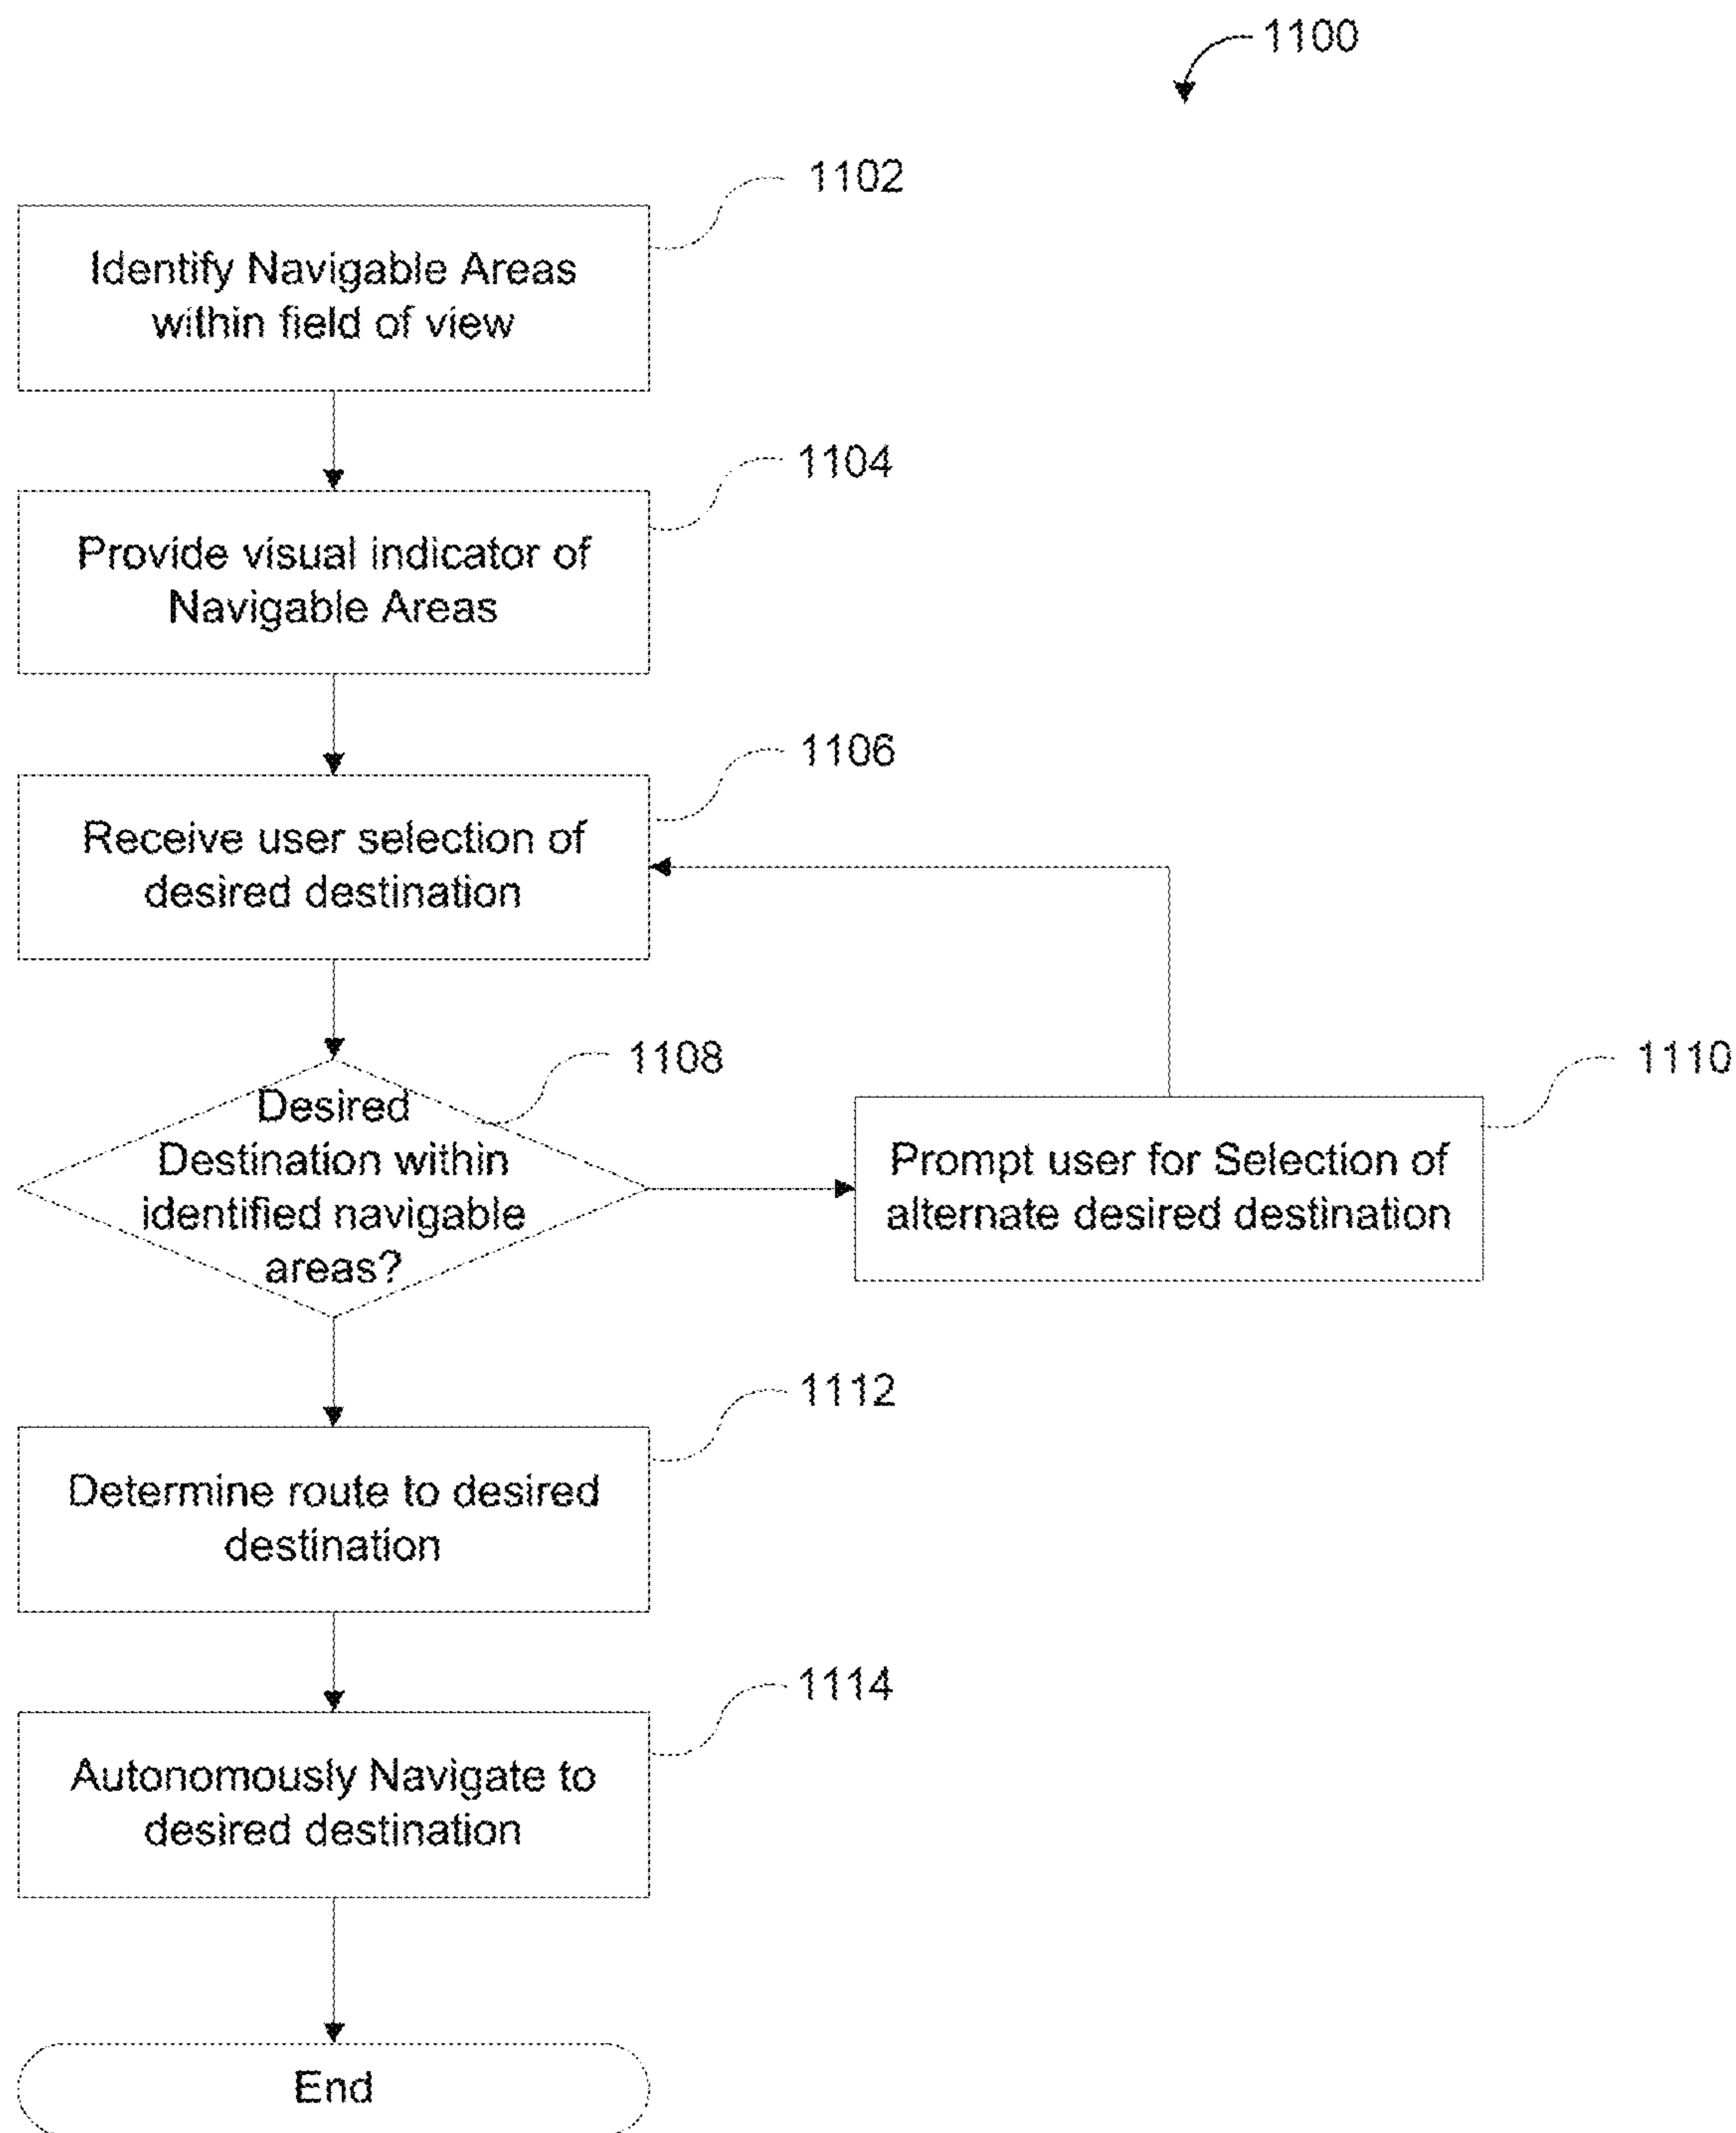 1100
1102
Identify Navigable Areas
within field of view
1104
Provide visual indicator of
Navigable Areas
1106
Receive user selection of
desired destination
1108
Desired
Destination within
identified navigable
areas?
1110
Prompt user for Selection of
alternate desired destination
1112
Determine route to desired
destination
1114
Autonomously Navigate to
desired destination
End